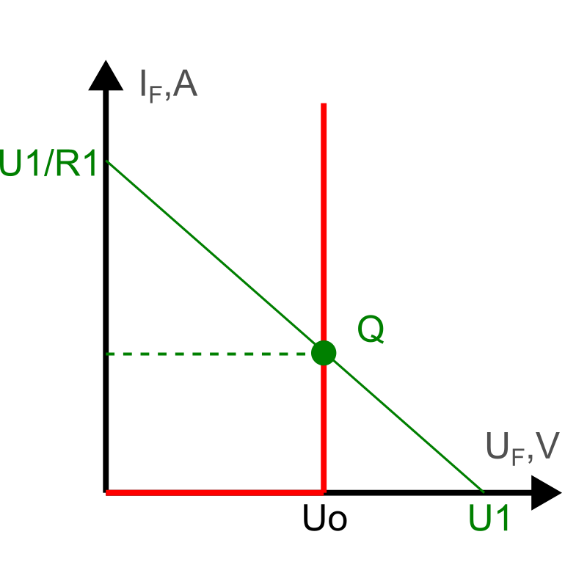 I_F,A
U1/R1
Q
U_F,V
Uo
U1